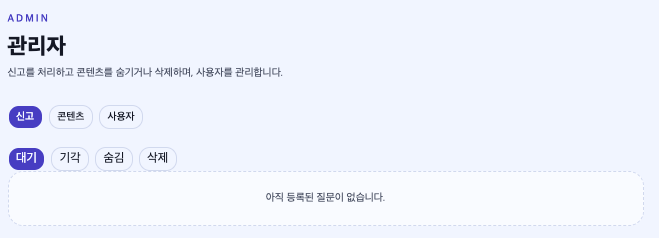 ADMIN
관리자
신고를 처리하고 콘텐츠를 숨기거나 삭제하며, 사용자를 관리합니다.
신고 콘텐츠 사용자
대기 기각 숨김 삭제
아직 등록된 질문이 없습니다.